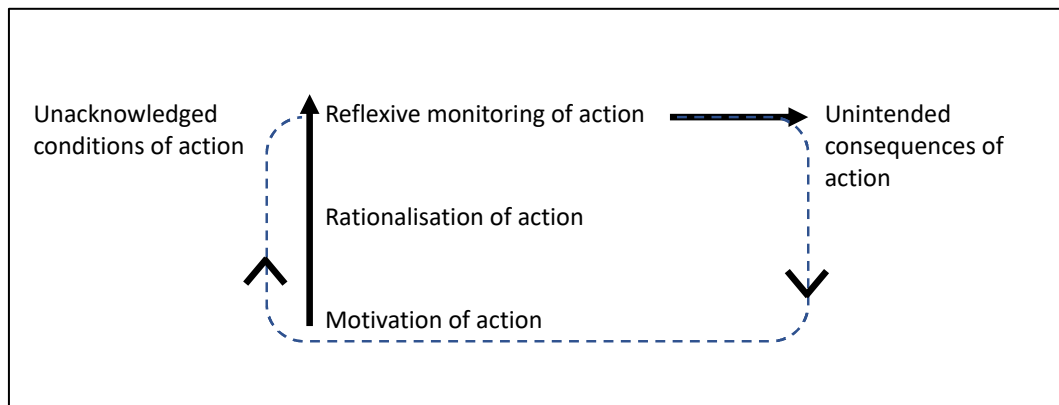 Unacknowledged
conditions of action
Reflexive monitoring of action
Rationalisation of action
Motivation of action
Unintended
consequences of
action